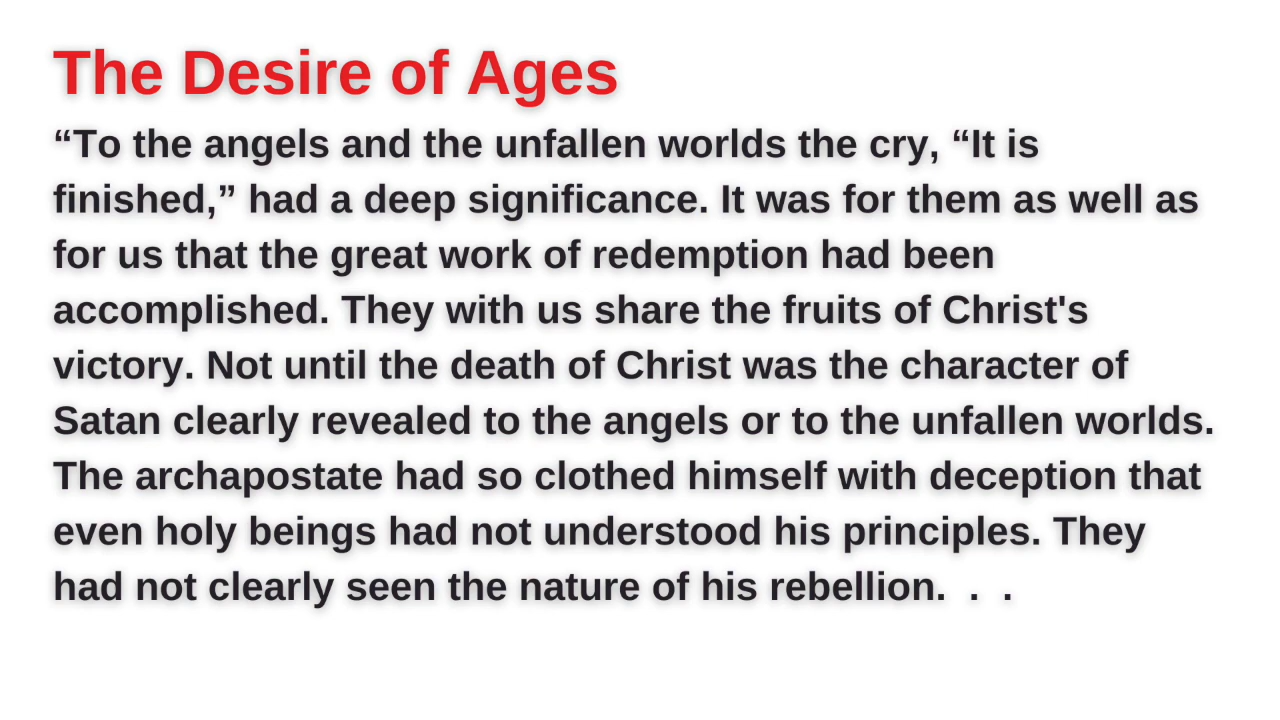 The Desire of Ages
“To the angels and the unfallen worlds the cry, “It is
finished,” had a deep significance. It was for them as well as
for us that the great work of redemption had been
accomplished. They with us share the fruits of Christ's
victory. Not until the death of Christ was the character of
Satan clearly revealed to the angels or to the unfallen worlds.
The archapostate had so clothed himself with deception that
even holy beings had not understood his principles. They
had not clearly seen the nature of his rebellion.  .  .